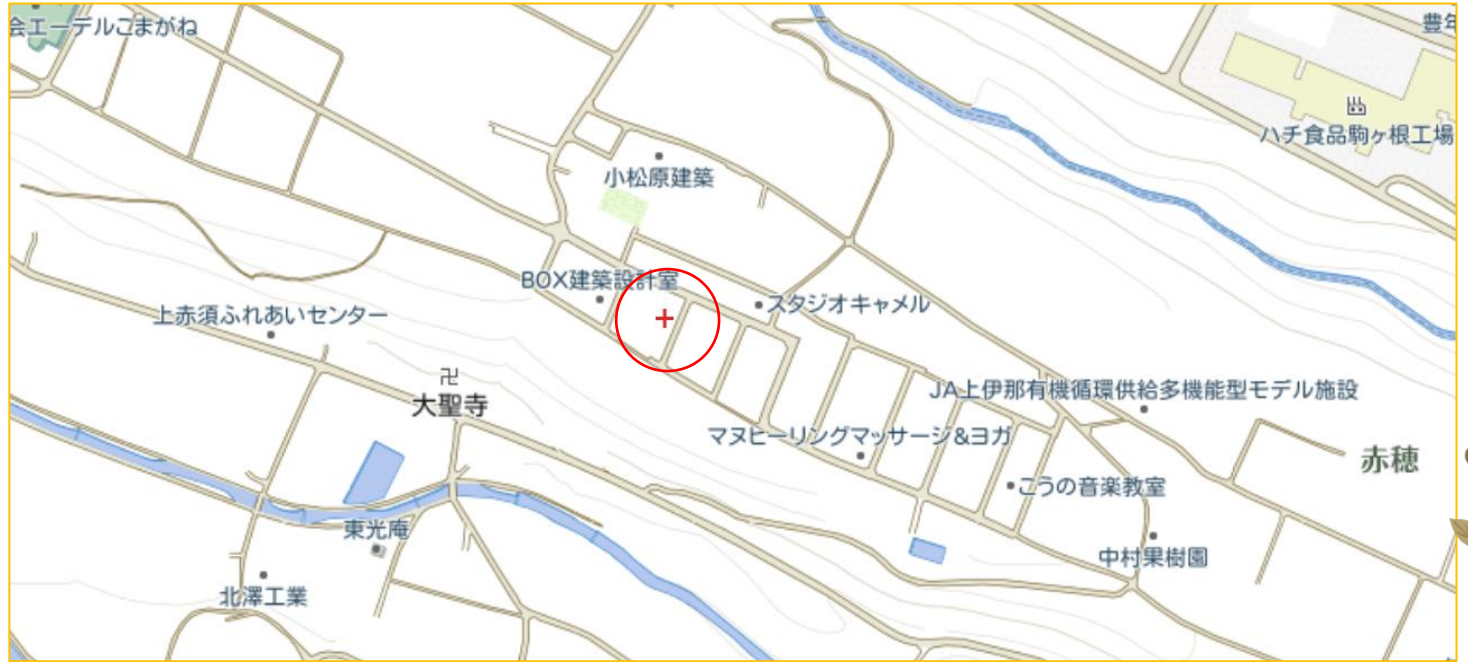 会エーデルこまがね
豊年
ハチ食品駒ヶ根工場
小松原建築
BOX建築設計室
スタジオキャメル
上赤須ふれあいセンター
卍
大聖寺
JA上伊那有機循環供給多機能型モデル施設
マヌヒーリングマッサージ&ヨガ
赤穂
こうの音楽教室
東光庵
中村果樹園
北澤工業